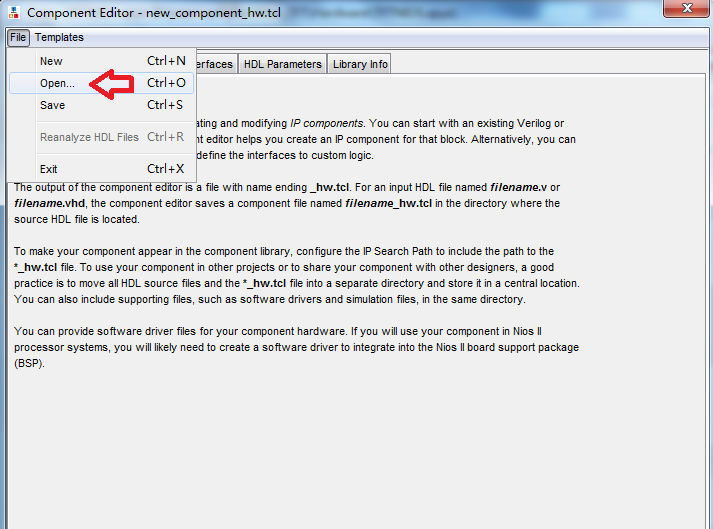 Component Editor - new_component_hw.tcl
File Templates
New Ctrl+N
Open... Ctrl+O
Save Ctrl+S
Reanalyze HDL Files Ctrl+R
Exit Ctrl+X
erfaces HDL Parameters Library Info
ating and modifying IP components. You can start with an existing Verilog or
ent editor helps you create an IP component for that block. Alternatively, you can
define the interfaces to custom logic.
The output of the component editor is a file with name ending _hw.tcl. For an input HDL file named filename.v or
filename.vhd, the component editor saves a component file named filename_hw.tcl in the directory where the
source HDL file is located.
To make your component appear in the component library, configure the IP Search Path to include the path to the
*_hw.tcl file. To use your component in other projects or to share your component with other designers, a good
practice is to move all HDL source files and the *_hw.tcl file into a separate directory and store it in a central location.
You can also include supporting files, such as software drivers and simulation files, in the same directory.
You can provide software driver files for your component hardware. If you will use your component in Nios II
processor systems, you will likely need to create a software driver to integrate into the Nios II board support package
(BSP).